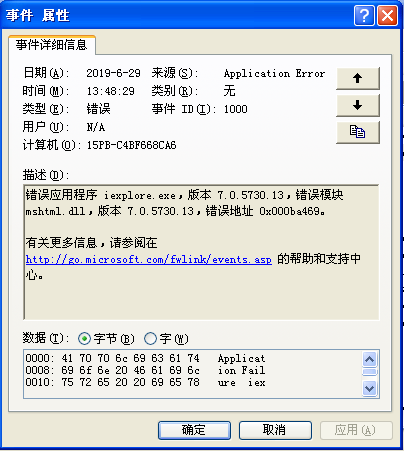 事件 属性
事件详细信息
日期(A): 2019-6-29 来源(S): Application Error
时间(M): 13:48:29 类别(R): 无
类型(E): 错误 事件 ID(I): 1000
用户(U): N/A
计算机(O): 15PB-C4BF668CA6
描述(D):
错误应用程序 iexplore.exe，版本 7.0.5730.13，错误模块
mshtml.dll，版本 7.0.5730.13，错误地址 0x000ba469。
有关更多信息，请参阅在
http://go.microsoft.com/fwlink/events.asp 的帮助和支持中
心。
数据(T): 字节(B) 字(W)
0000: 41 70 70 6c 69 63 61 74 Applicat
0008: 69 6f 6e 20 46 61 69 6c ion Fail
0010: 75 72 65 20 20 69 65 78 ure  iex
确定 取消 应用(A)